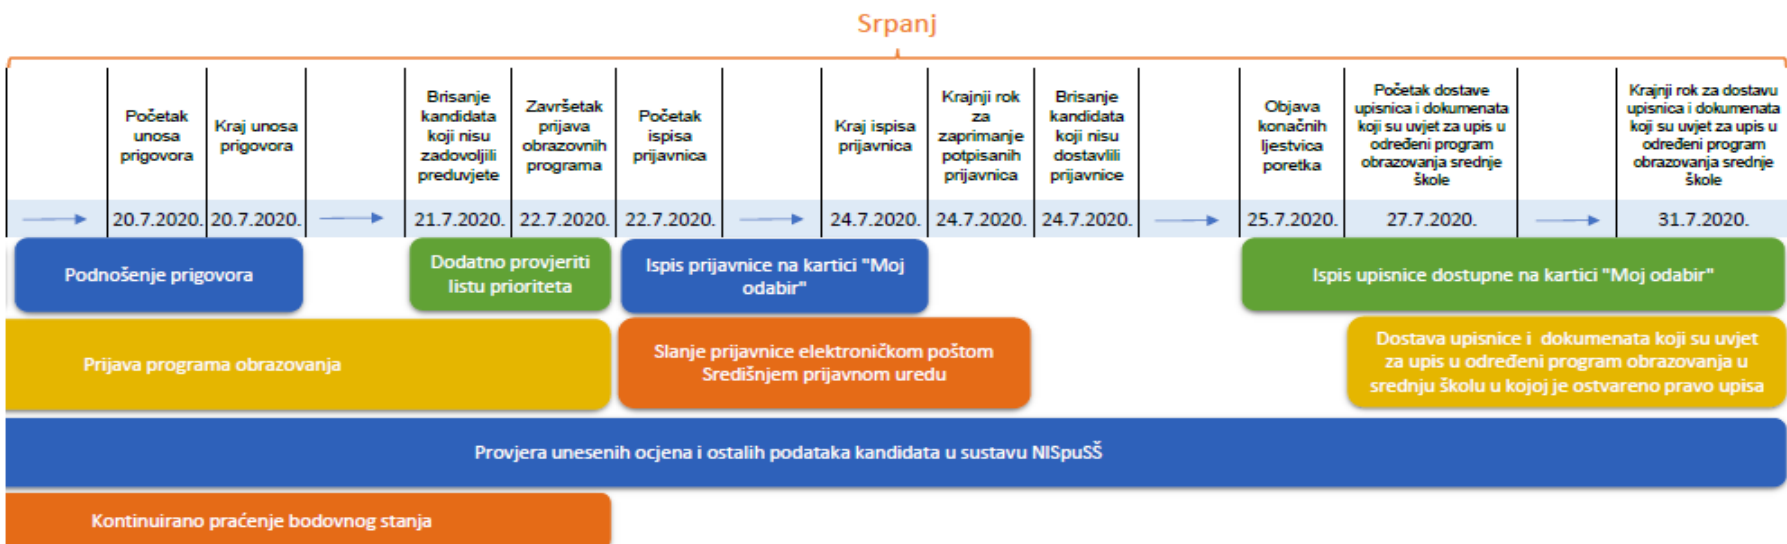 Srpanj
Početak
unosa
prigovora
Kraj unosa
prigovora
Brisanje
kandidata
koji nisu
zadovoljili
preduvjete
Završetak
prijava
obrazovnih
programa
Početak
ispisa
prijavnica
Kraj ispisa
prijavnica
Krajnji rok
za
zaprimanje
potpisanih
prijavnica
Brisanje
kandidata
koji nisu
dostavlili
prijavnice
Objava
konačnih
ljestvica
poretka
Početak dostave
upisnica i dokumenata
koji su uvjet za upis u
određeni program
obrazovanja srednje
škole
Krajnji rok za dostavu
upisnica i dokumenata
koji su uvjet za upis u
određeni program
obrazovanja srednje
škole
20.7.2020. 20.7.2020. 21.7.2020. 22.7.2020. 22.7.2020. 24.7.2020. 24.7.2020. 24.7.2020. 25.7.2020. 27.7.2020. 31.7.2020.
Podnošenje prigovora
Dodatno provjeriti
listu prioriteta
Ispis prijavnice na kartici "Moj
odabir"
Ispis upisnice dostupne na kartici "Moj odabir"
Prijava programa obrazovanja
Slanje prijavnice elektroničkom poštom
Središnjem prijavnom uredu
Dostava upisnice i dokumenata koji su uvjet
za upis u određeni program obrazovanja u
srednju školu u kojoj je ostvareno pravo upisa
Provjera unesenih ocjena i ostalih podataka kandidata u sustavu NISpuSŠ
Kontinuirano praćenje bodovnog stanja